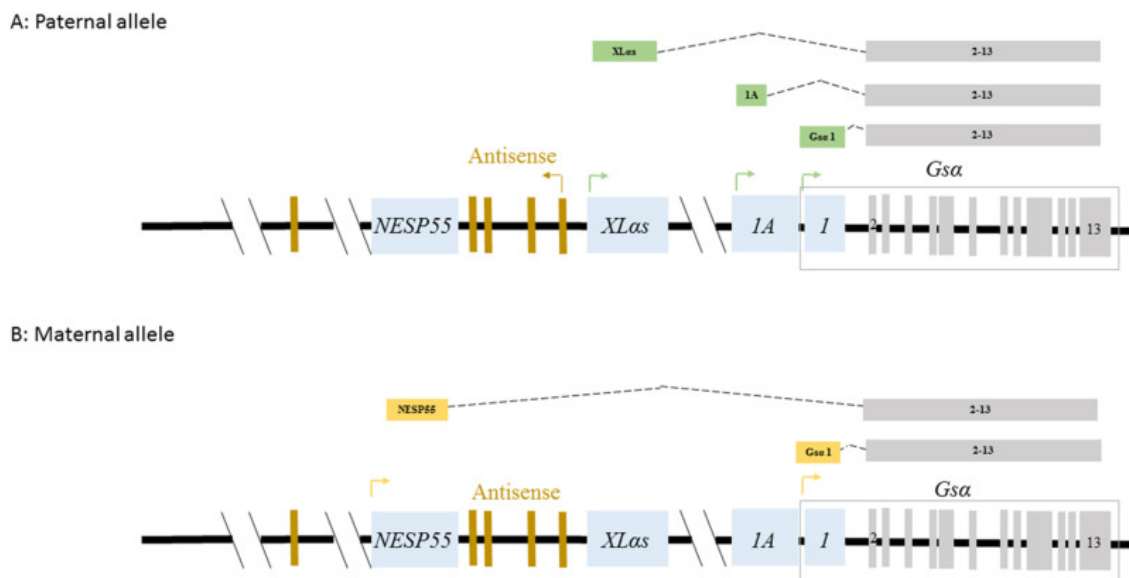 A: Paternal allele
XLαs 2-13
1A 2-13
Gsα 1 2-13
Antisense Gsα
NESP55 XLαs 1A 1 2 13
B: Maternal allele
NESP55 2-13
Gsα 1 2-13
Antisense Gsα
NESP55 XLαs 1A 1 2 13